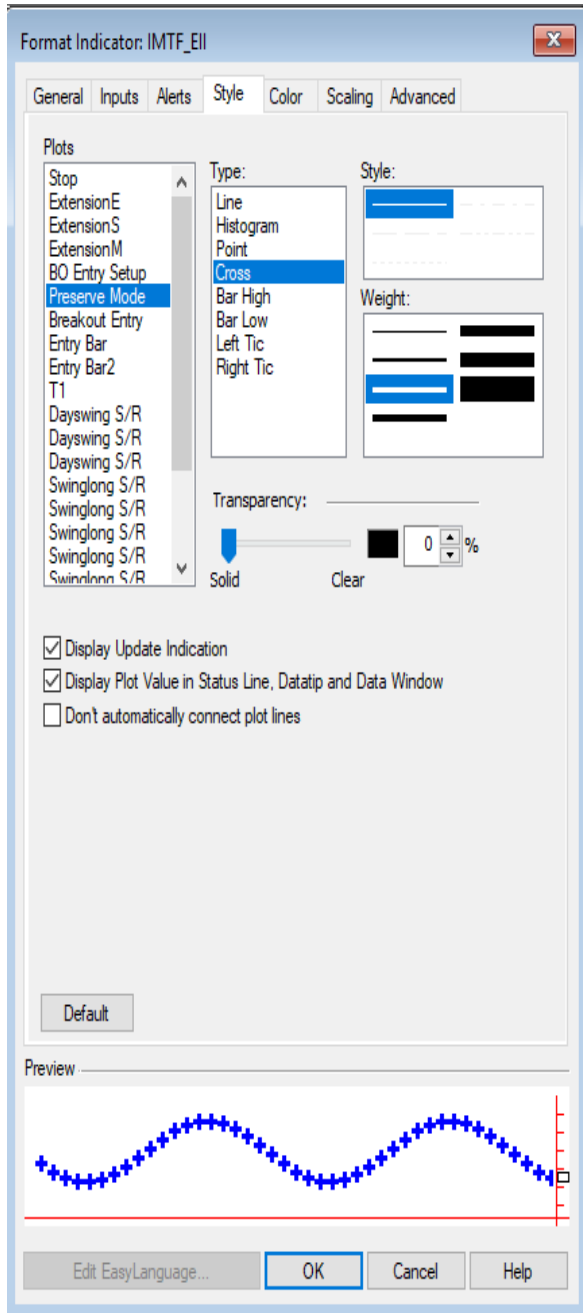 Format Indicator: IMTF_EII
General Inputs Alerts Style Color Scaling Advanced
Plots
Stop
ExtensionE
ExtensionS
ExtensionM
BO Entry Setup
Preserve Mode
Breakout Entry
Entry Bar
Entry Bar2
T1
Dayswing S/R
Dayswing S/R
Dayswing S/R
Swinglong S/R
Swinglong S/R
Swinglong S/R
Swinglong S/R
Swinglong S/R
Type:
Line
Histogram
Point
Cross
Bar High
Bar Low
Left Tic
Right Tic
Style:
Weight:
Transparency:
0 %
Solid Clear
Display Update Indication
Display Plot Value in Status Line, Datatip and Data Window
Don't automatically connect plot lines
Default
Preview
Edit EasyLanguage... OK Cancel Help